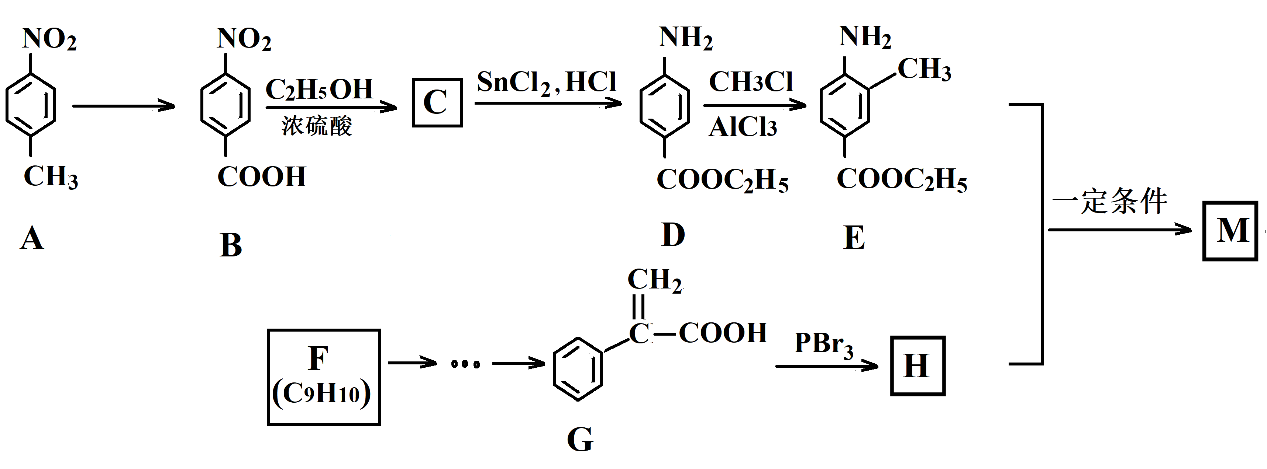 NO2
CH3
A
NO2
COOH
B
C2H5OH
浓硫酸
C
SnCl2,HCl
NH2
COOC2H5
D
CH3Cl
AlCl3
NH2
CH3
COOC2H5
E
一定条件
M
F
(C9H10)
CH2
C
COOH
G
PBr3
H